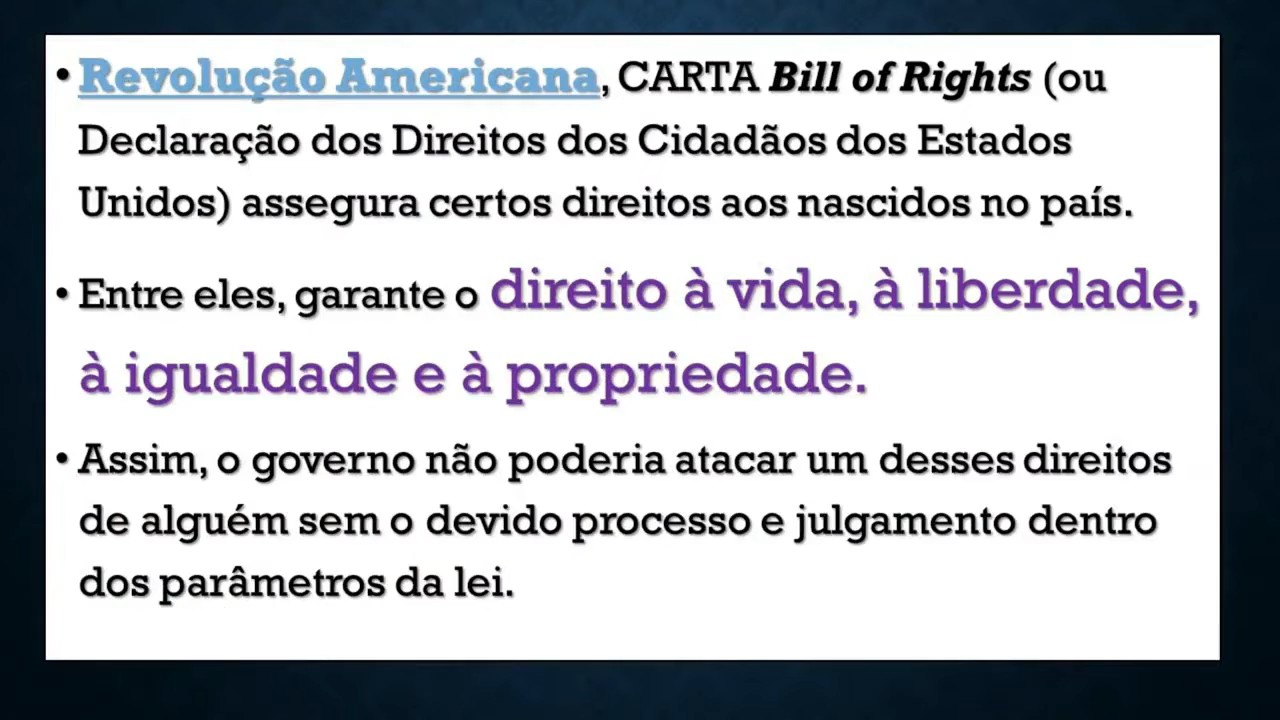 • Revolução Americana, CARTA Bill of Rights (ou
Declaração dos Direitos dos Cidadãos dos Estados
Unidos) assegura certos direitos aos nascidos no país.
• Entre eles, garante o direito à vida, à liberdade,
à igualdade e à propriedade.
• Assim, o governo não poderia atacar um desses direitos
de alguém sem o devido processo e julgamento dentro
dos parâmetros da lei.